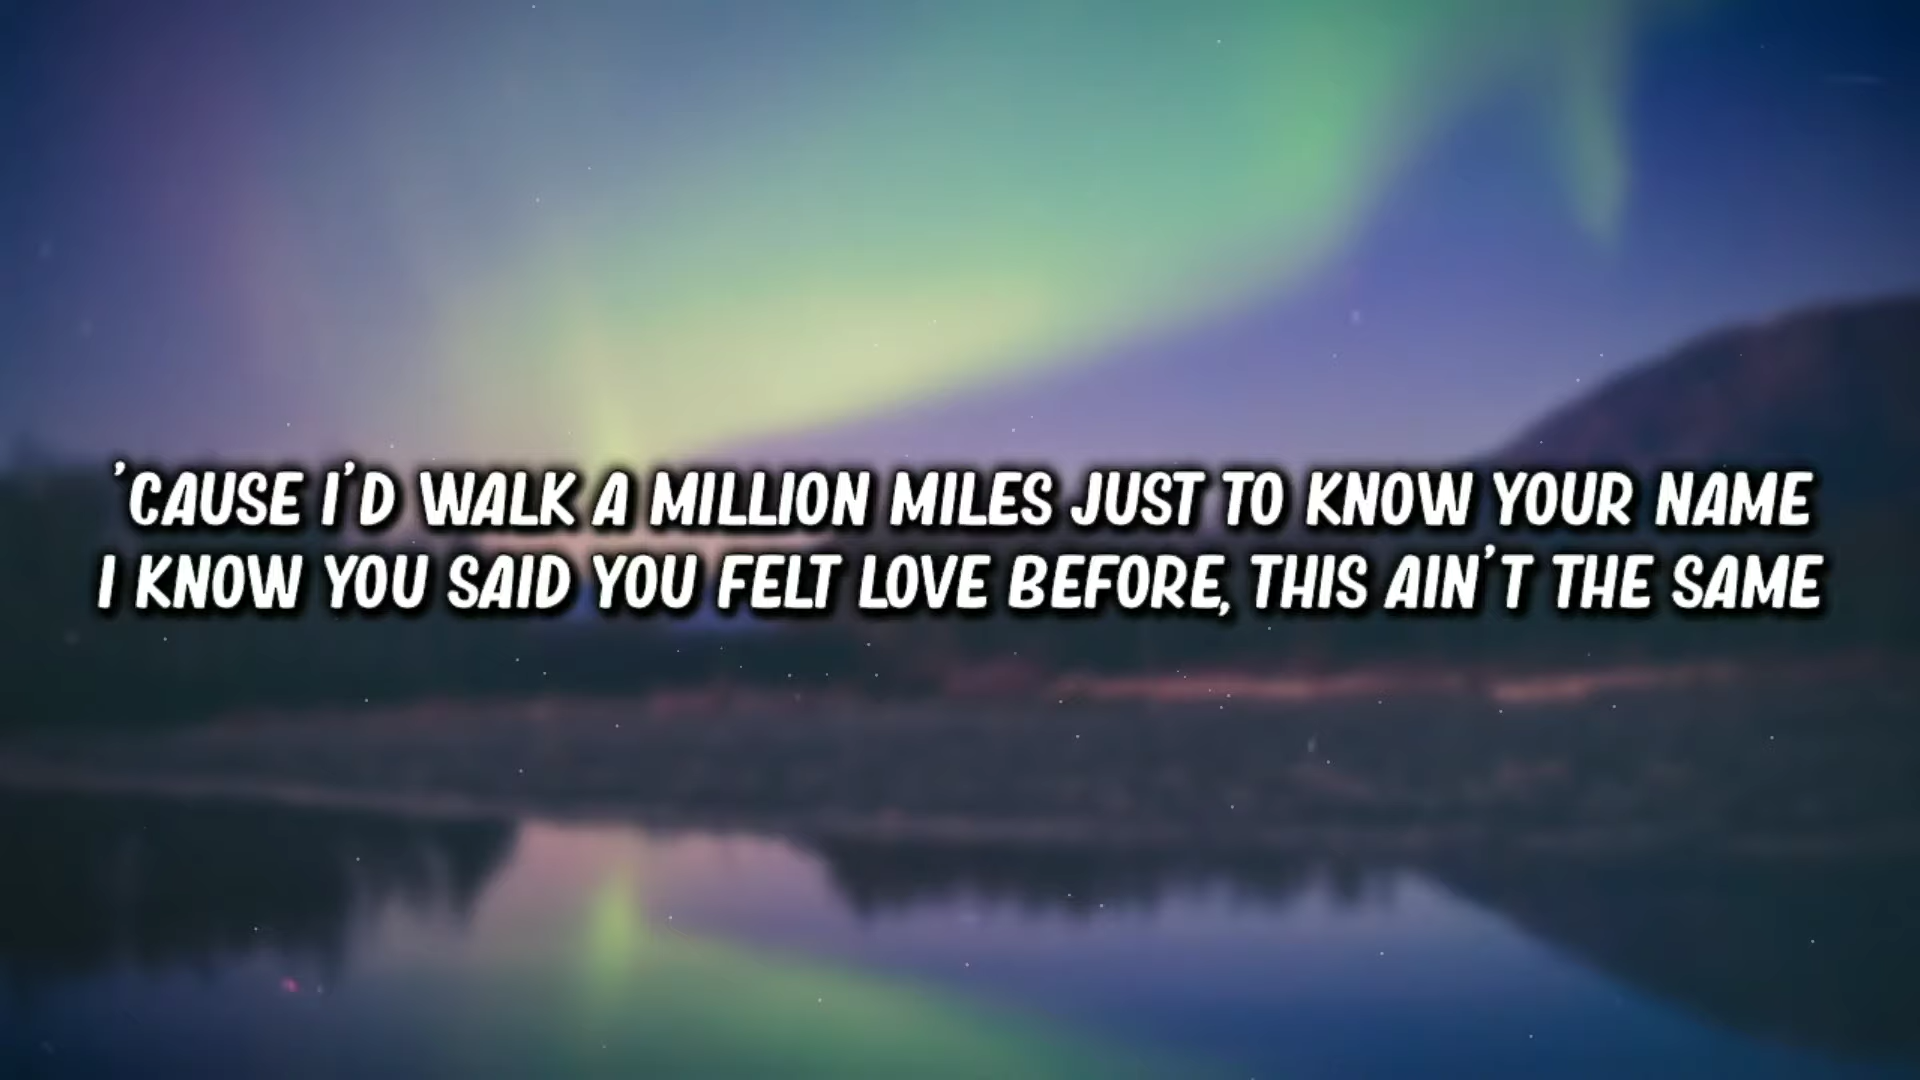 'CAUSE I'D WALK A MILLION MILES JUST TO KNOW YOUR NAME
I KNOW YOU SAID YOU FELT LOVE BEFORE, THIS AIN'T THE SAME